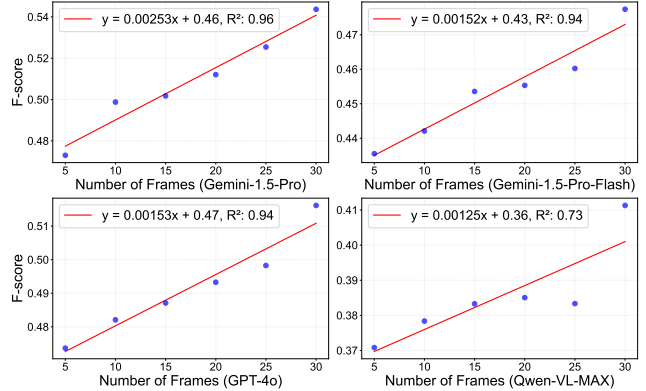 y = 0.00253x + 0.46, R²: 0.96
F-score
0.54
0.52
0.50
0.48
5 10 15 20 25 30
Number of Frames (Gemini-1.5-Pro)
y = 0.00152x + 0.43, R²: 0.94
0.47
0.46
0.45
0.44
5 10 15 20 25 30
Number of Frames (Gemini-1.5-Pro-Flash)
y = 0.00153x + 0.47, R²: 0.94
F-score
0.51
0.50
0.49
0.48
5 10 15 20 25 30
Number of Frames (GPT-4o)
y = 0.00125x + 0.36, R²: 0.73
0.41
0.40
0.39
0.38
0.37
5 10 15 20 25 30
Number of Frames (Qwen-VL-MAX)